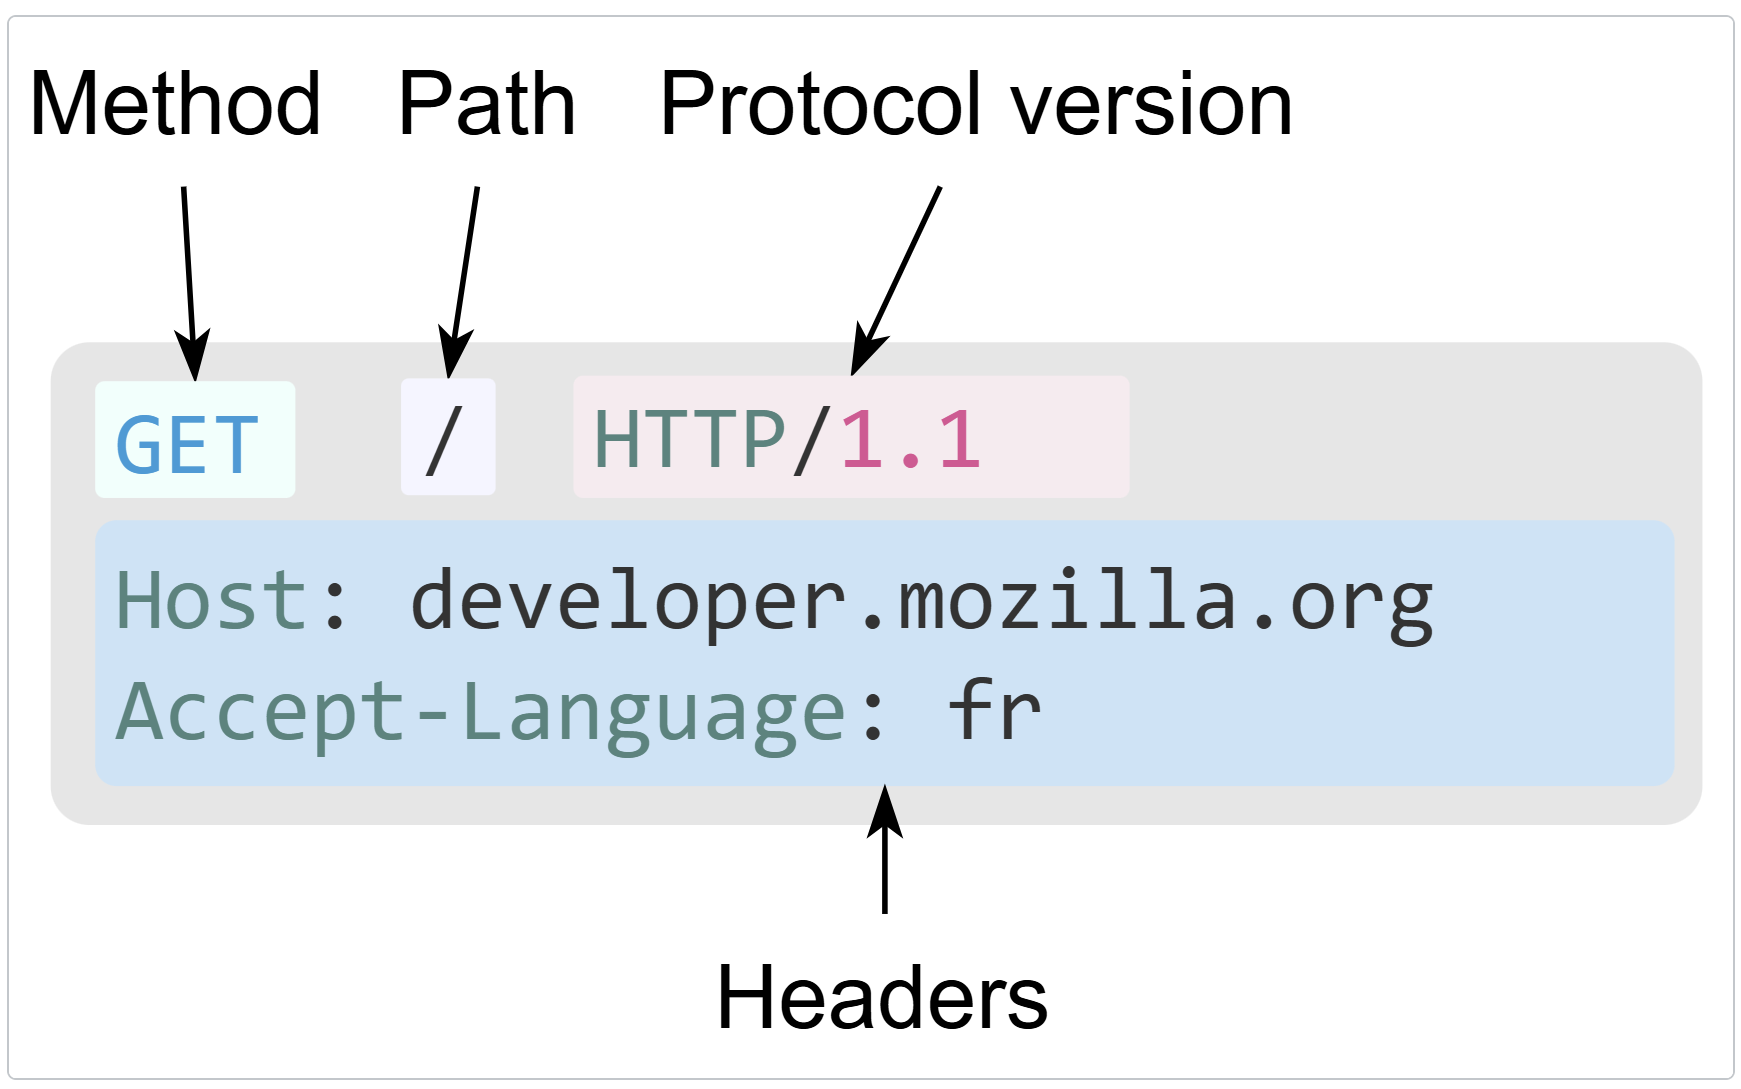 Method Path Protocol version
GET / HTTP/1.1
Host: developer.mozilla.org
Accept-Language: fr
Headers